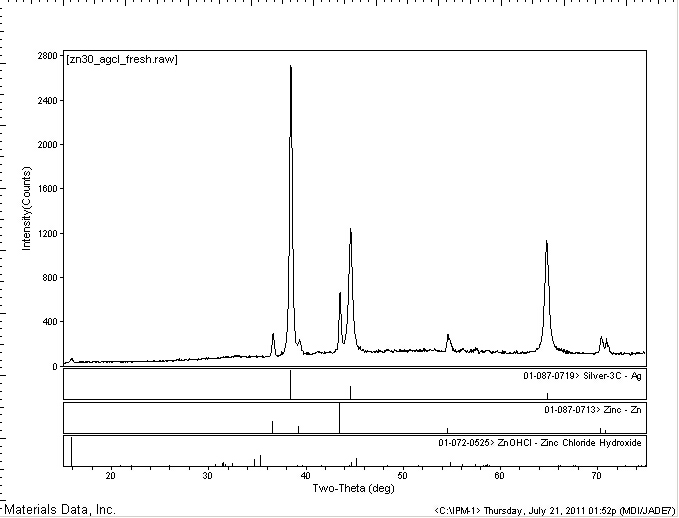 [zn30_agcl_fresh.raw]
2800
2400
2000
1600
1200
800
400
0
Intensity(Counts)
01-087-0719> Silver-3C - Ag
01-087-0713> Zinc - Zn
01-072-0525> ZnOHCl - Zinc Chloride Hydroxide
20 30 40 50 60 70
Two-Theta (deg)
Materials Data, Inc.
<C:\IPM-1> Thursday, July 21, 2011 01:52p (MDI/JADE7)